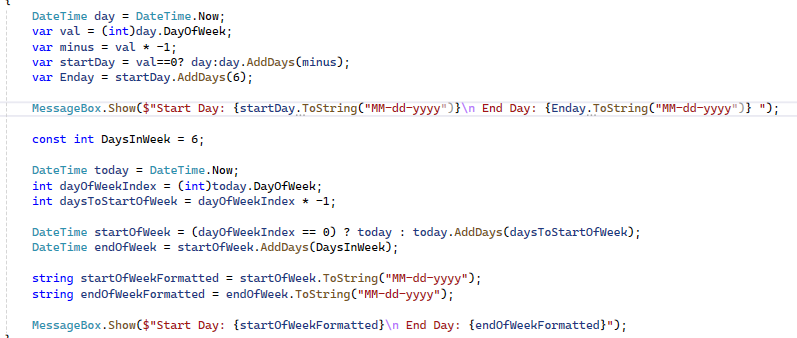 {
DateTime day = DateTime.Now;
var val = (int)day.DayOfWeek;
var minus = val * -1;
var startDay = val==0? day:day.AddDays(minus);
var Enday = startDay.AddDays(6);
MessageBox.Show($"Start Day: {startDay.ToString("MM-dd-yyyy")}\n End Day: {Enday.ToString("MM-dd-yyyy")} ");
const int DaysInWeek = 6;
DateTime today = DateTime.Now;
int dayOfWeekIndex = (int)today.DayOfWeek;
int daysToStartOfWeek = dayOfWeekIndex * -1;
DateTime startOfWeek = (dayOfWeekIndex == 0) ? today : today.AddDays(daysToStartOfWeek);
DateTime endOfWeek = startOfWeek.AddDays(DaysInWeek);
string startOfWeekFormatted = startOfWeek.ToString("MM-dd-yyyy");
string endOfWeekFormatted = endOfWeek.ToString("MM-dd-yyyy");
MessageBox.Show($"Start Day: {startOfWeekFormatted}\n End Day: {endOfWeekFormatted}");
}